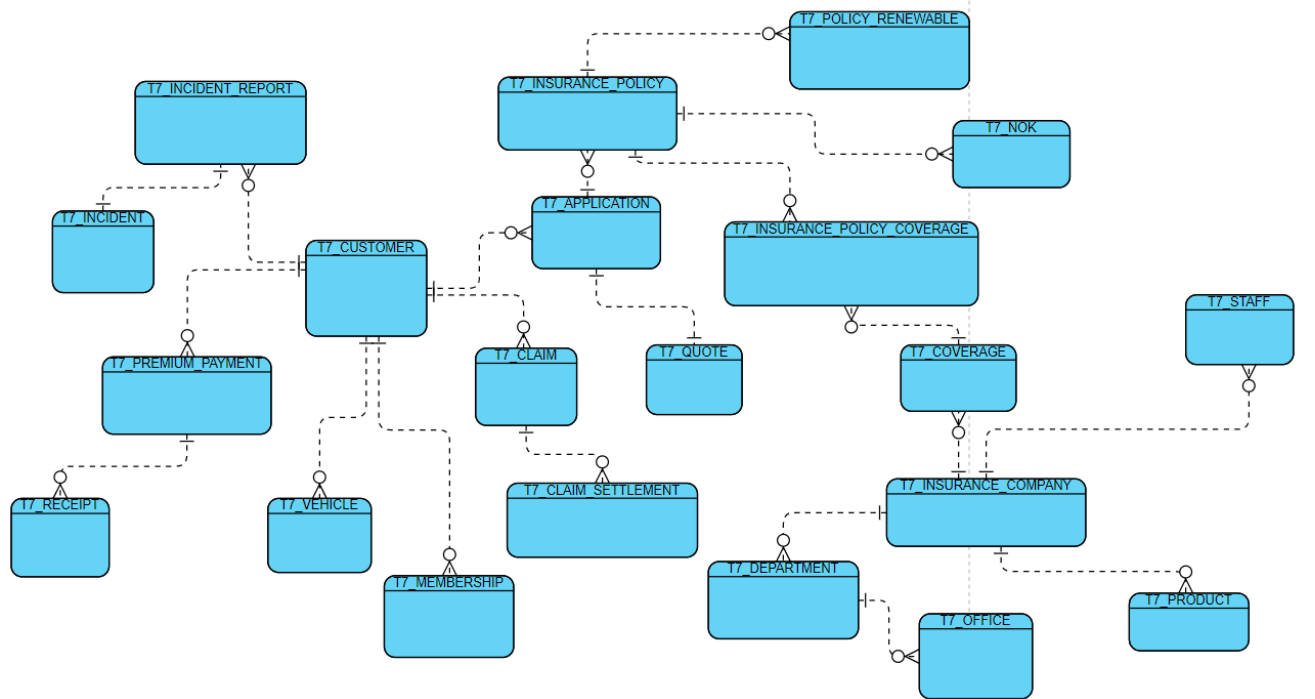 T7_POLICY_RENEWABLE
T7_INSURANCE_POLICY
T7_INCIDENT_REPORT
T7_NOK
T7_APPLICATION
T7_INCIDENT
T7_INSURANCE_POLICY_COVERAGE
T7_CUSTOMER
T7_STAFF
T7_PREMIUM_PAYMENT
T7_CLAIM
T7_QUOTE
T7_COVERAGE
T7_RECEIPT
T7_VEHICLE
T7_CLAIM_SETTLEMENT
T7_INSURANCE_COMPANY
T7_MEMBERSHIP
T7_DEPARTMENT
T7_PRODUCT
T7_OFFICE